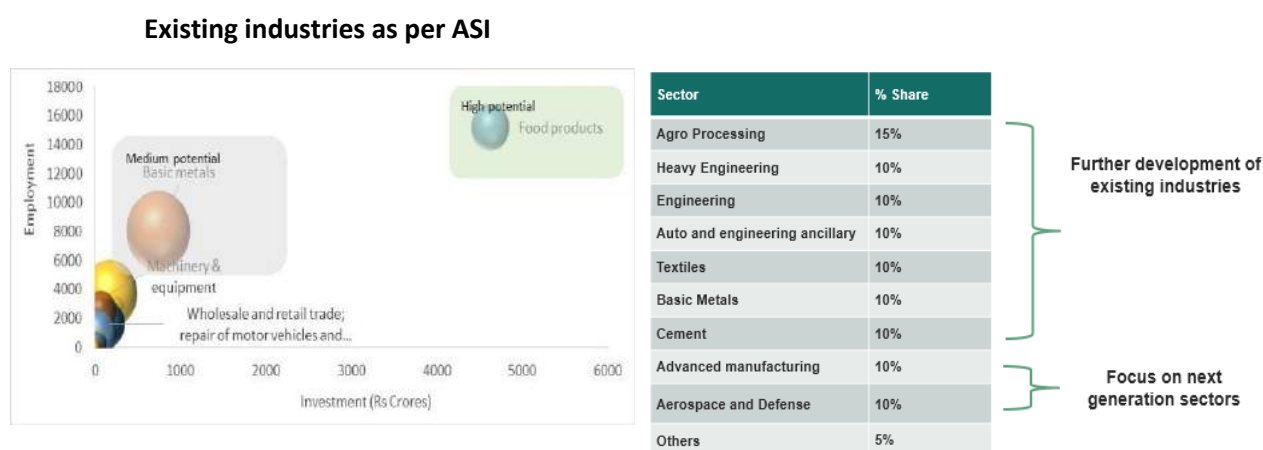 Existing industries as per ASI
18000
16000
14000
12000
10000
8000
6000
4000
2000
0
Employment
High potential
Food products
Medium potential
Basic metals
Machinery &
equipment
Wholesale and retail trade;
repair of motor vehicles and...
0 1000 2000 3000 4000 5000 6000
Investment (Rs Crores)
Sector % Share
Agro Processing 15%
Heavy Engineering 10%
Engineering 10%
Auto and engineering ancillary 10%
Textiles 10%
Basic Metals 10%
Cement 10%
Advanced manufacturing 10%
Aerospace and Defense 10%
Others 5%
Further development of
existing industries
Focus on next
generation sectors